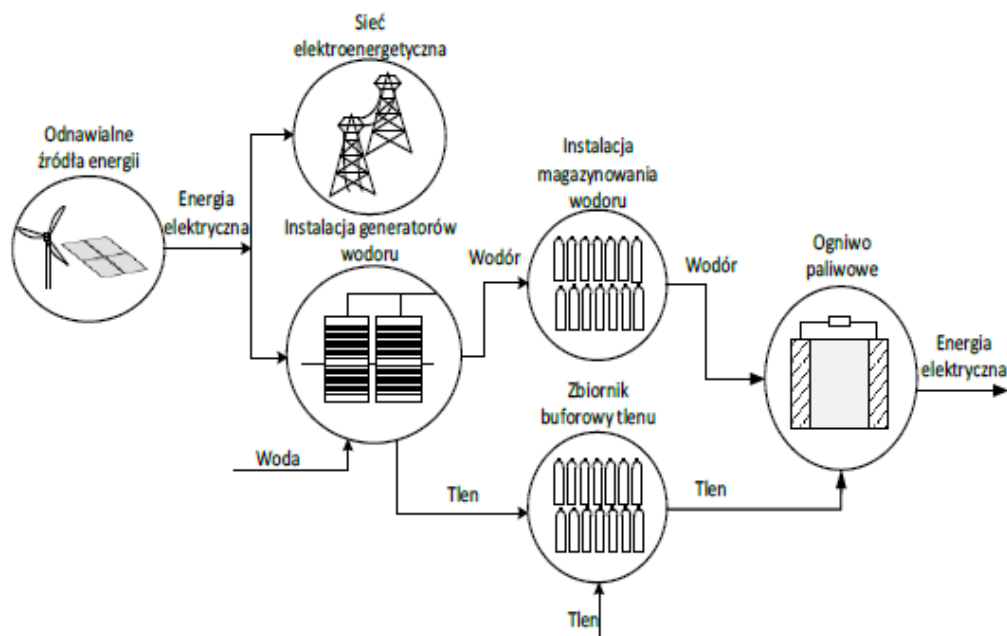 Sieć
elektroenergetyczna
Odnawialne
źródła energii
Energia
elektryczna
Instalacja generatorów
wodoru
Instalacja
magazynowania
wodoru
Wodór
Wodór
Ogniwo
paliwowe
Energia
elektryczna
Zbiornik
buforowy tlenu
Woda
Tlen
Tlen
Tlen